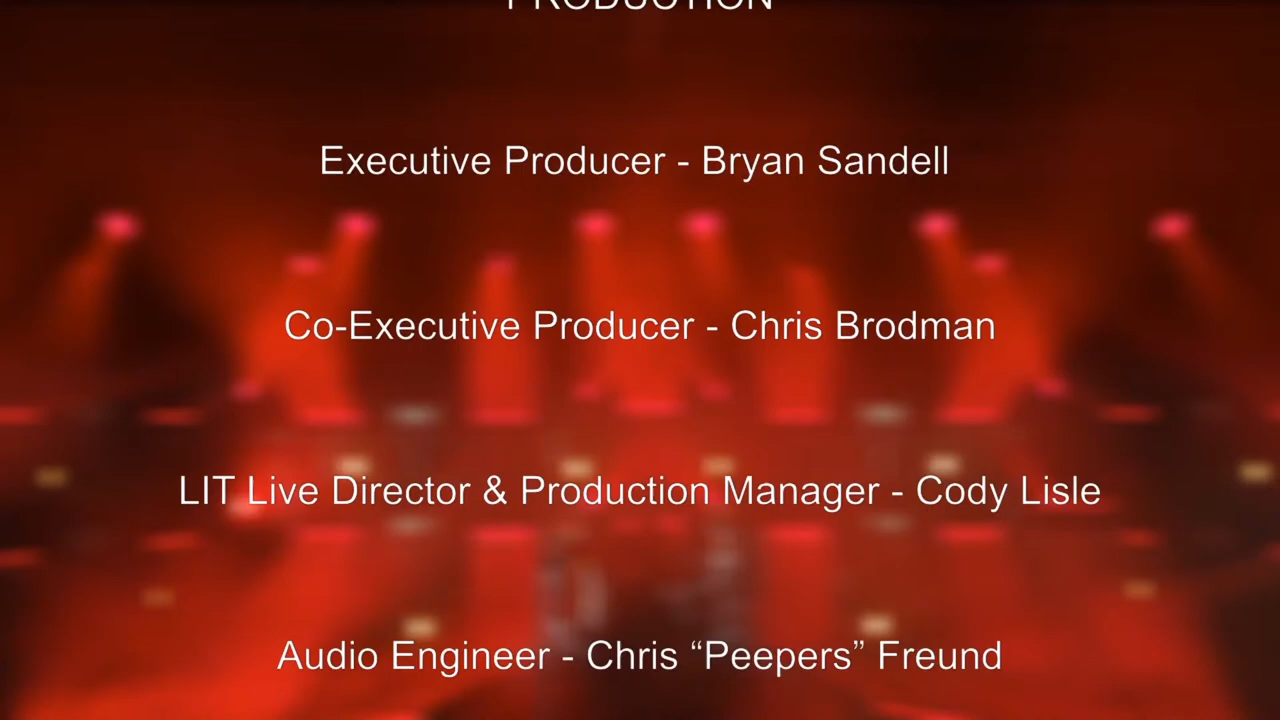 PRODUCTION
Executive Producer - Bryan Sandell
Co-Executive Producer - Chris Brodman
LIT Live Director & Production Manager - Cody Lisle
Audio Engineer - Chris “Peepers” Freund